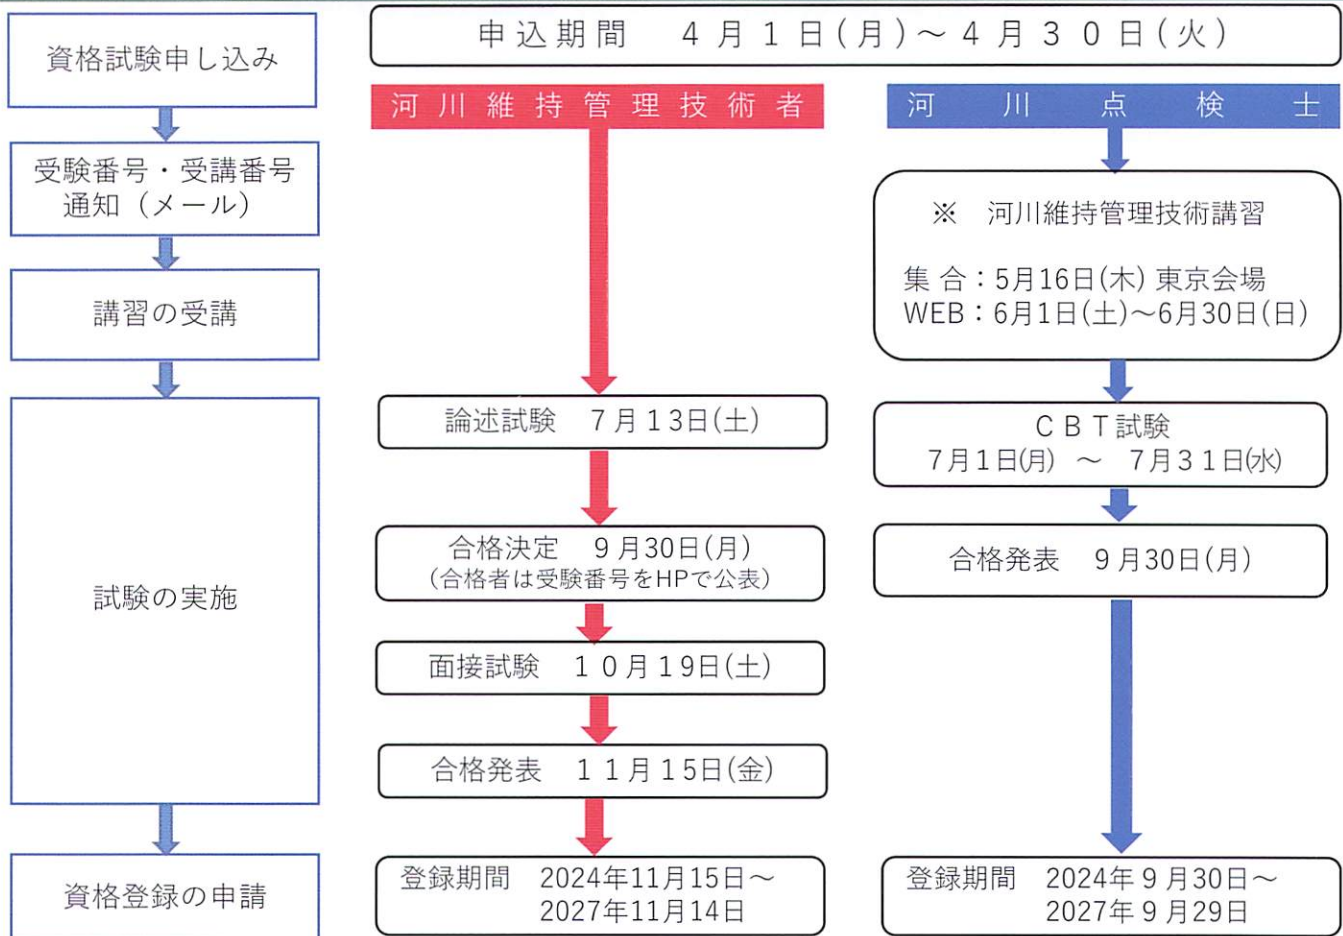 資格試験申し込み
受験番号・受講番号
通知（メール）
講習の受講
試験の実施
資格登録の申請
申込期間　４月１日(月)～４月３０日(火)
河川維持管理技術者
論述試験　７月13日(土)
合格決定　９月30日(月)
(合格者は受験番号をHPで公表)
面接試験　１０月19日(土)
合格発表　１１月15日(金)
登録期間　2024年11月15日～
2027年11月14日
河川点検士
※　河川維持管理技術講習
集 合：5月16日(木) 東京会場
WEB：6月1日(土)～6月30日(日)
ＣＢＴ試験
7月1日(月)　～　7月31日(水)
合格発表　９月30日(月)
登録期間　2024年９月30日～
2027年９月29日